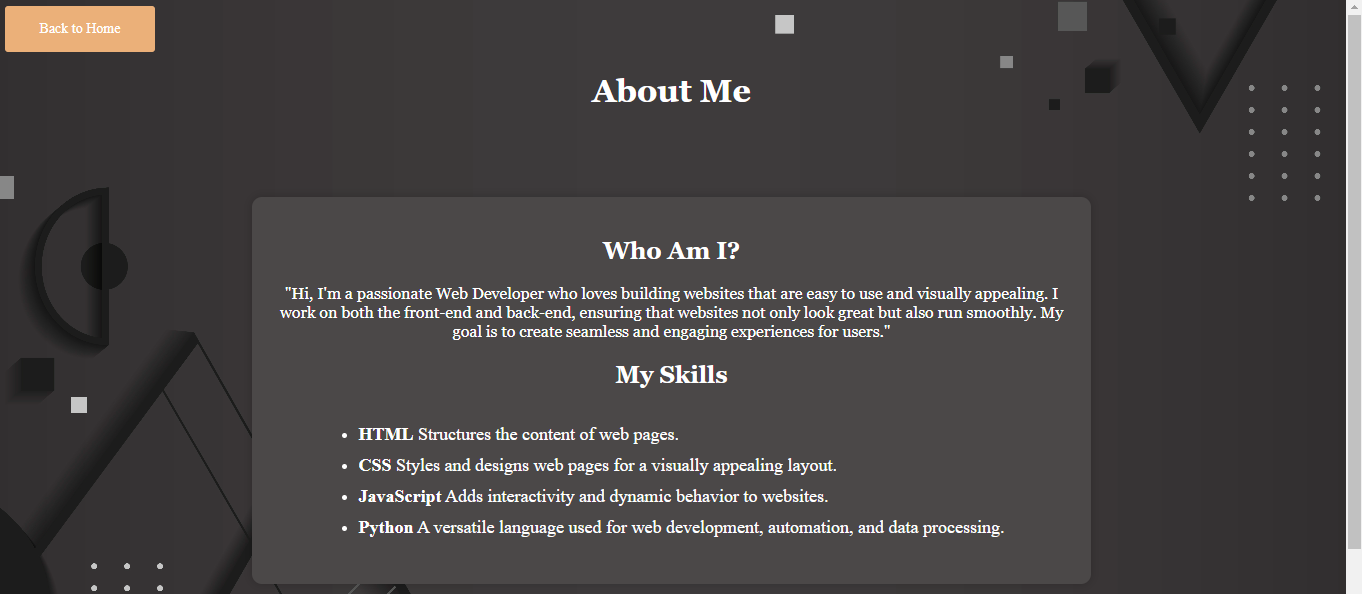 Back to Home
About Me
Who Am I?
"Hi, I'm a passionate Web Developer who loves building websites that are easy to use and visually appealing. I
work on both the front-end and back-end, ensuring that websites not only look great but also run smoothly. My
goal is to create seamless and engaging experiences for users."
My Skills
• HTML Structures the content of web pages.
• CSS Styles and designs web pages for a visually appealing layout.
• JavaScript Adds interactivity and dynamic behavior to websites.
• Python A versatile language used for web development, automation, and data processing.